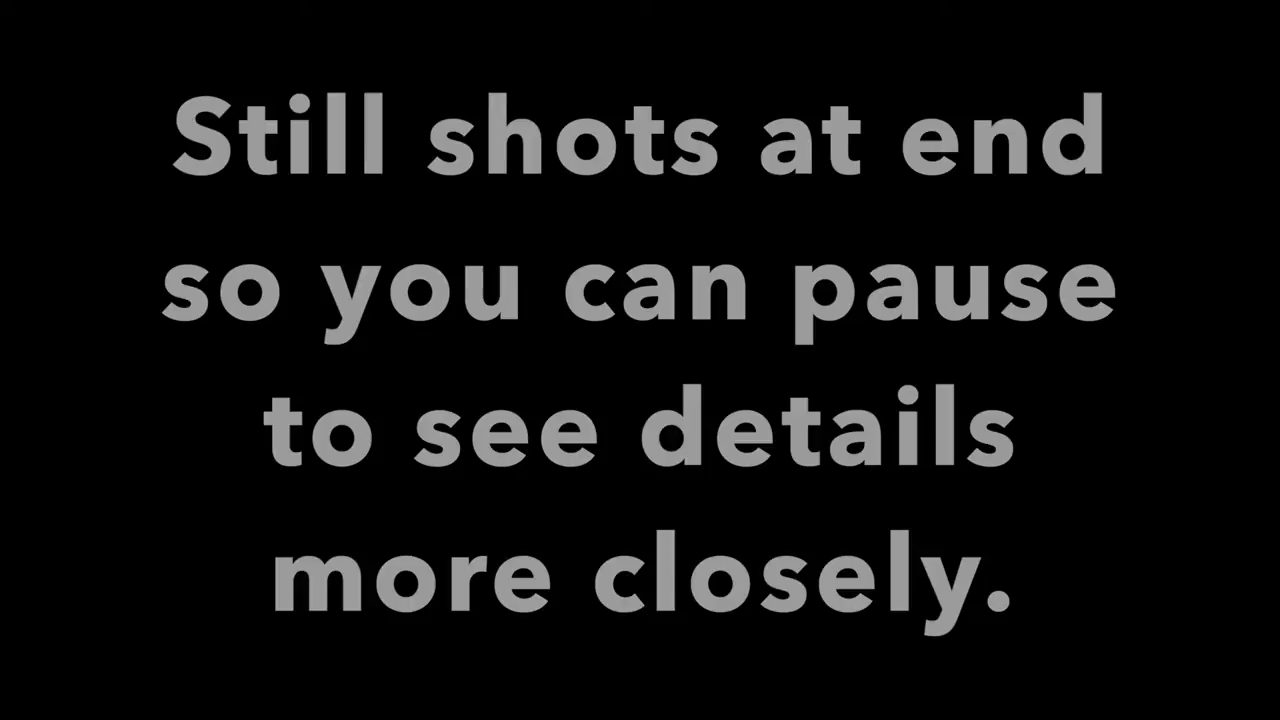 Still shots at end
so you can pause
to see details
more closely.